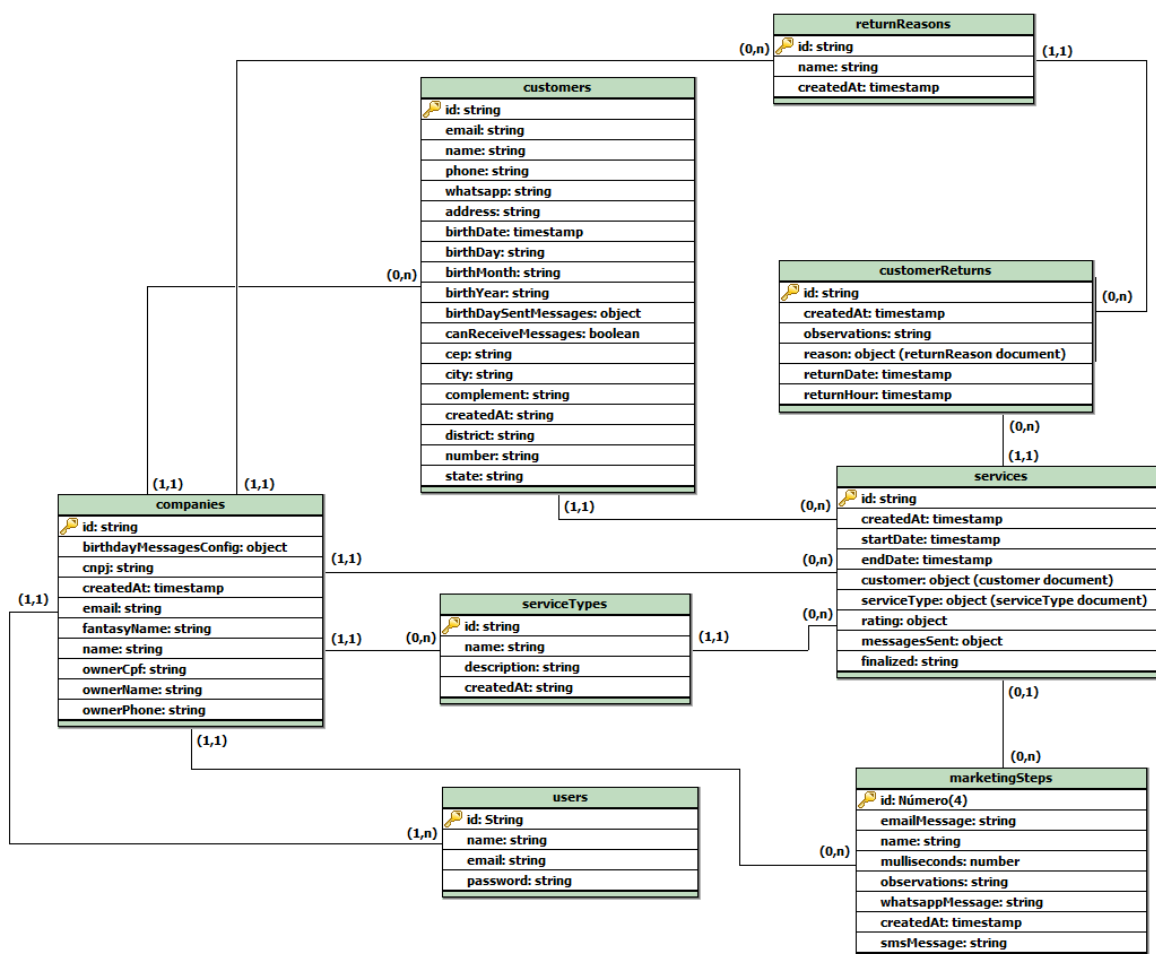 returnReasons
id: string
name: string
createdAt: timestamp
(0,n)
(1,1)
customers
id: string
email: string
name: string
phone: string
whatsapp: string
address: string
birthDate: timestamp
birthDay: string
birthMonth: string
birthYear: string
birthDaySentMessages: object
canReceiveMessages: boolean
cep: string
city: string
complement: string
createdAt: string
district: string
number: string
state: string
(0,n)
(1,1)
customerReturns
id: string
createdAt: timestamp
observations: string
reason: object (returnReason document)
returnDate: timestamp
returnHour: timestamp
(0,n)
(0,n)
(1,1)
services
id: string
createdAt: timestamp
startDate: timestamp
endDate: timestamp
customer: object (customer document)
serviceType: object (serviceType document)
rating: object
messagesSent: object
finalized: string
(0,n)
(0,n)
(0,n)
(0,1)
(1,1)
(1,1)
companies
id: string
birthdayMessagesConfig: object
cnpj: string
createdAt: timestamp
email: string
fantasyName: string
name: string
ownerCpf: string
ownerName: string
ownerPhone: string
(1,1)
(1,1)
(1,1)
(1,1)
serviceTypes
id: string
name: string
description: string
createdAt: string
(0,n)
(1,1)
users
id: String
name: string
email: string
password: string
(1,n)
marketingSteps
id: Número(4)
emailMessage: string
name: string
mulliseconds: number
observations: string
whatsappMessage: string
createdAt: timestamp
smsMessage: string
(0,n)
(0,n)